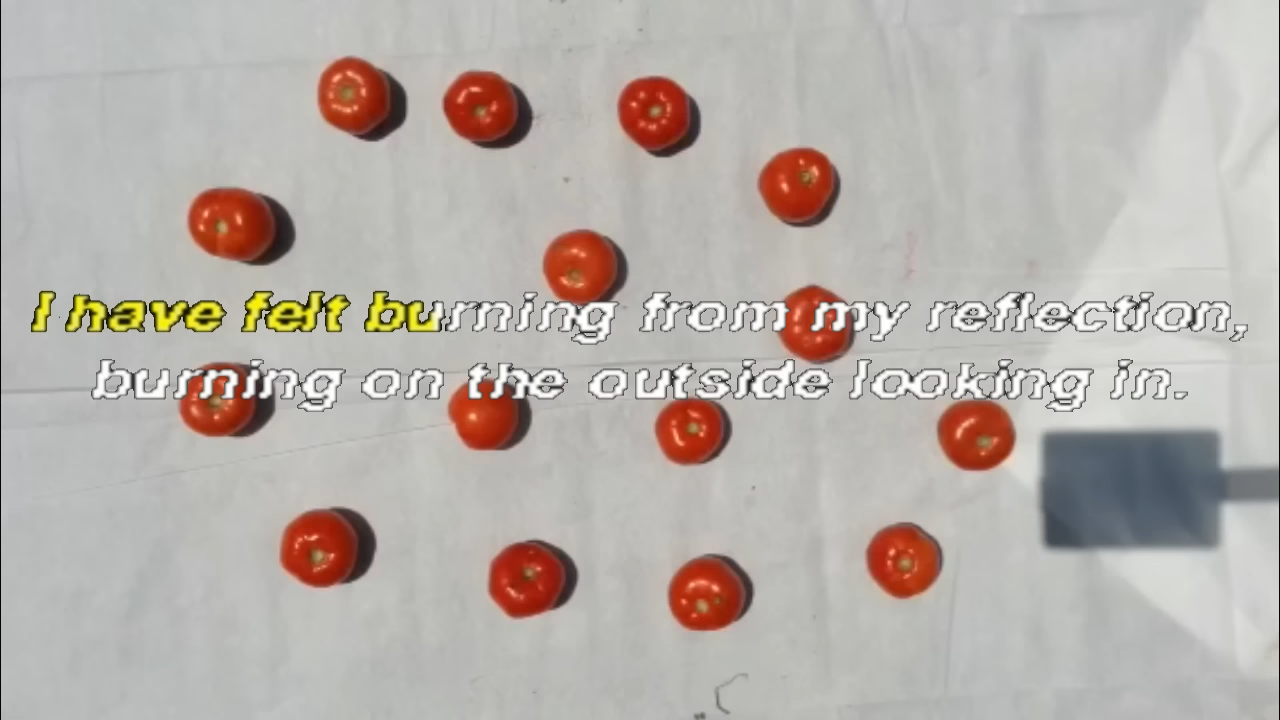 I have felt burning from my reflection,
burning on the outside looking in.